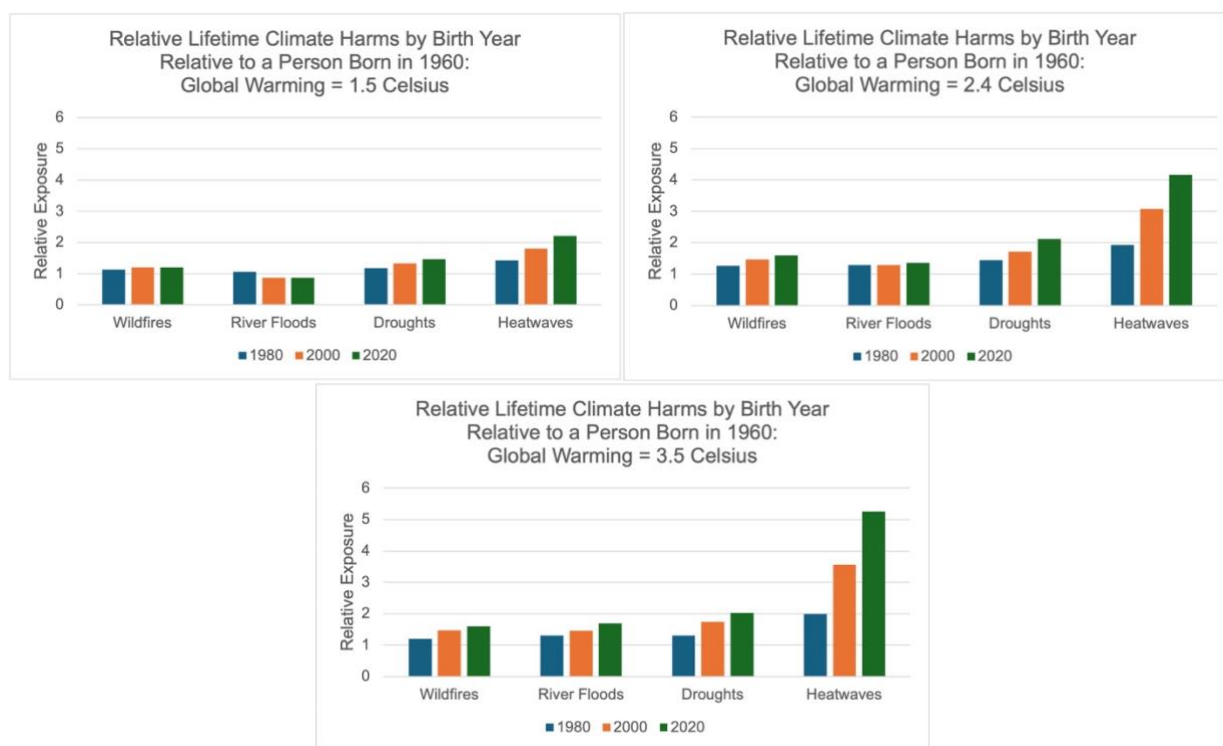 Relative Lifetime Climate Harms by Birth Year
Relative to a Person Born in 1960:
Global Warming = 1.5 Celsius
Relative Exposure
6
5
4
3
2
1
0
Wildfires River Floods Droughts Heatwaves
1980 2000 2020
Relative Lifetime Climate Harms by Birth Year
Relative to a Person Born in 1960:
Global Warming = 2.4 Celsius
Relative Exposure
6
5
4
3
2
1
0
Wildfires River Floods Droughts Heatwaves
1980 2000 2020
Relative Lifetime Climate Harms by Birth Year
Relative to a Person Born in 1960:
Global Warming = 3.5 Celsius
Relative Exposure
6
5
4
3
2
1
0
Wildfires River Floods Droughts Heatwaves
1980 2000 2020